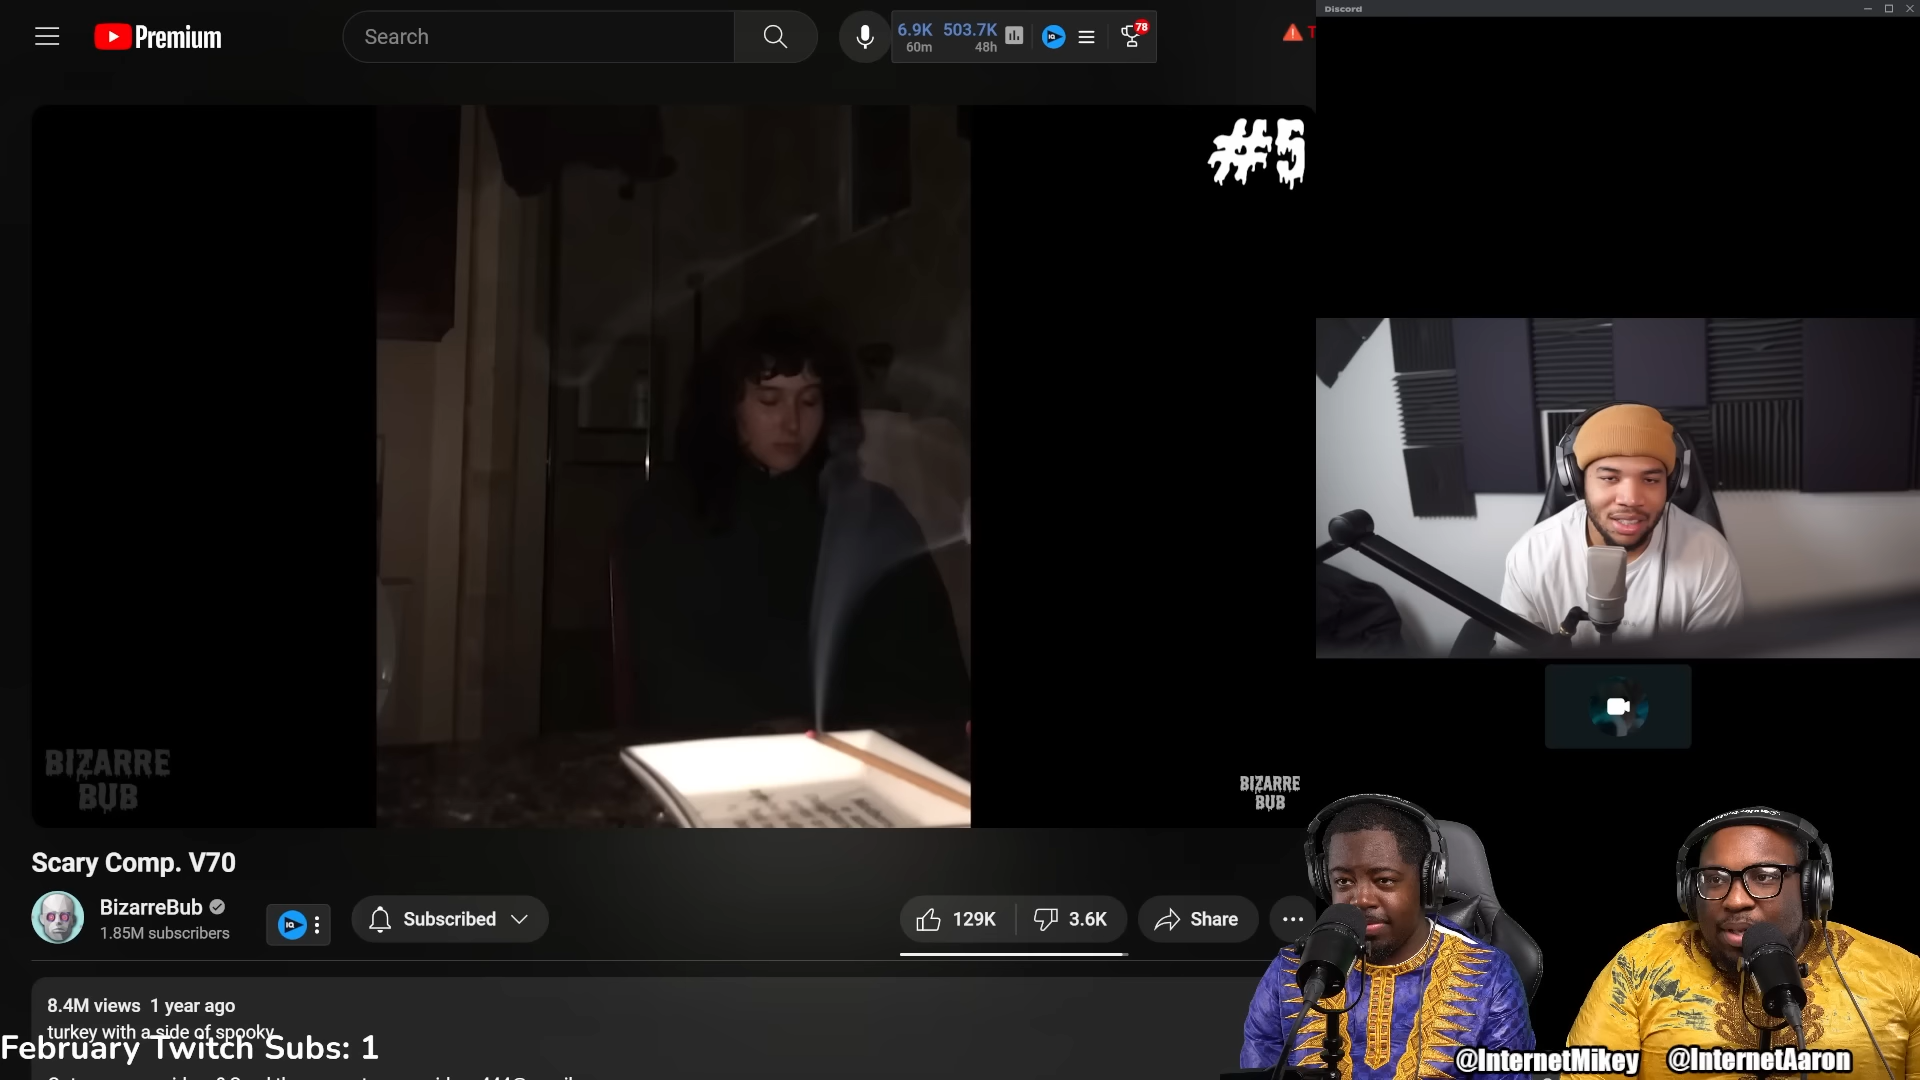 Discord
Premium
Search
6.9K 503.7K
60m 48h
78
#5
BIZARRE
BUB
BIZARRE
BUB
Scary Comp. V70
BizarreBub
1.85M subscribers
IQ
Subscribed
129K
3.6K
Share
8.4M views 1 year ago
turkey with a side of spooky
February Twitch Subs: 1
@InternetMikey
@InternetAaron